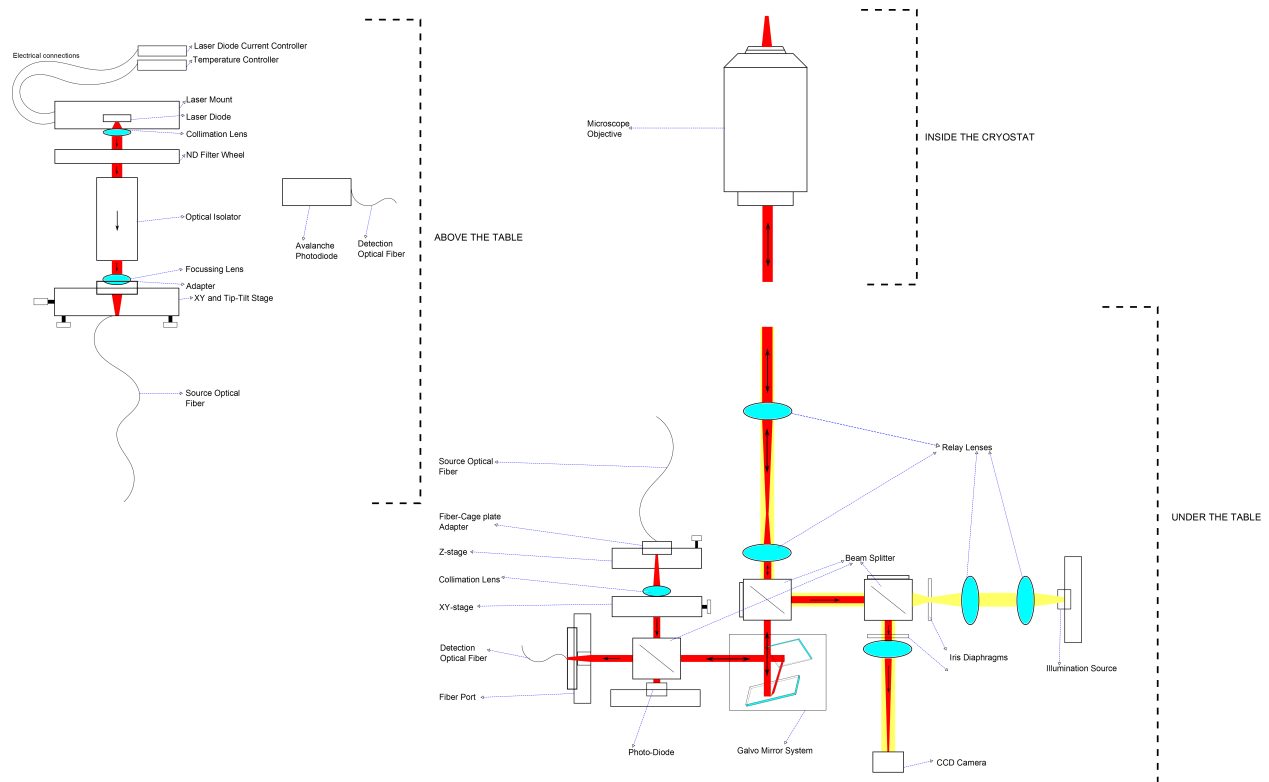 Laser Diode Current Controller
Electrical connections
Temperature Controller
Laser Mount
Laser Diode
Collimation Lens
ND Filter Wheel
Optical Isolator
Avalanche
Photodiode
Detection
Optical Fiber
Focussing Lens
Adapter
XY and Tip-Tilt Stage
Source Optical
Fiber
ABOVE THE TABLE
Microscope
Objective
INSIDE THE CRYOSTAT
Relay Lenses
UNDER THE TABLE
Source Optical
Fiber
Fiber-Cage plate
Adapter
Z-stage
Collimation Lens
XY-stage
Detection
Optical Fiber
Fiber Port
Photo-Diode
Beam Splitter
Iris Diaphragms
Illumination Source
Galvo Mirror System
CCD Camera